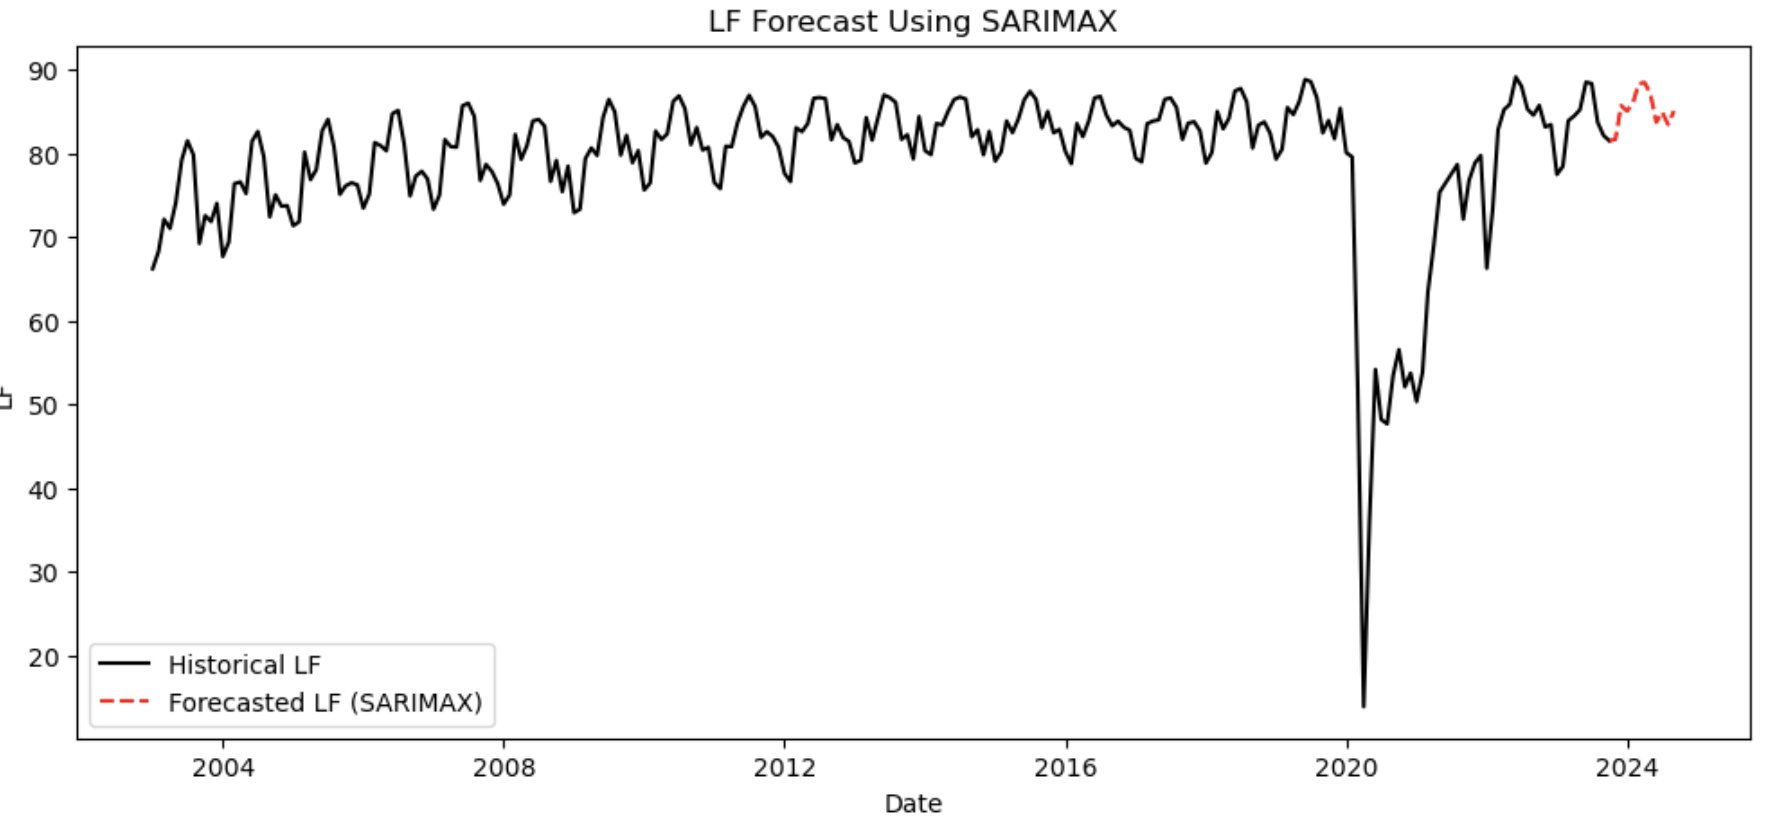 LF Forecast Using SARIMAX
90
80
70
60
50
40
30
20
LF
Historical LF
Forecasted LF (SARIMAX)
2004 2008 2012 2016 2020 2024
Date